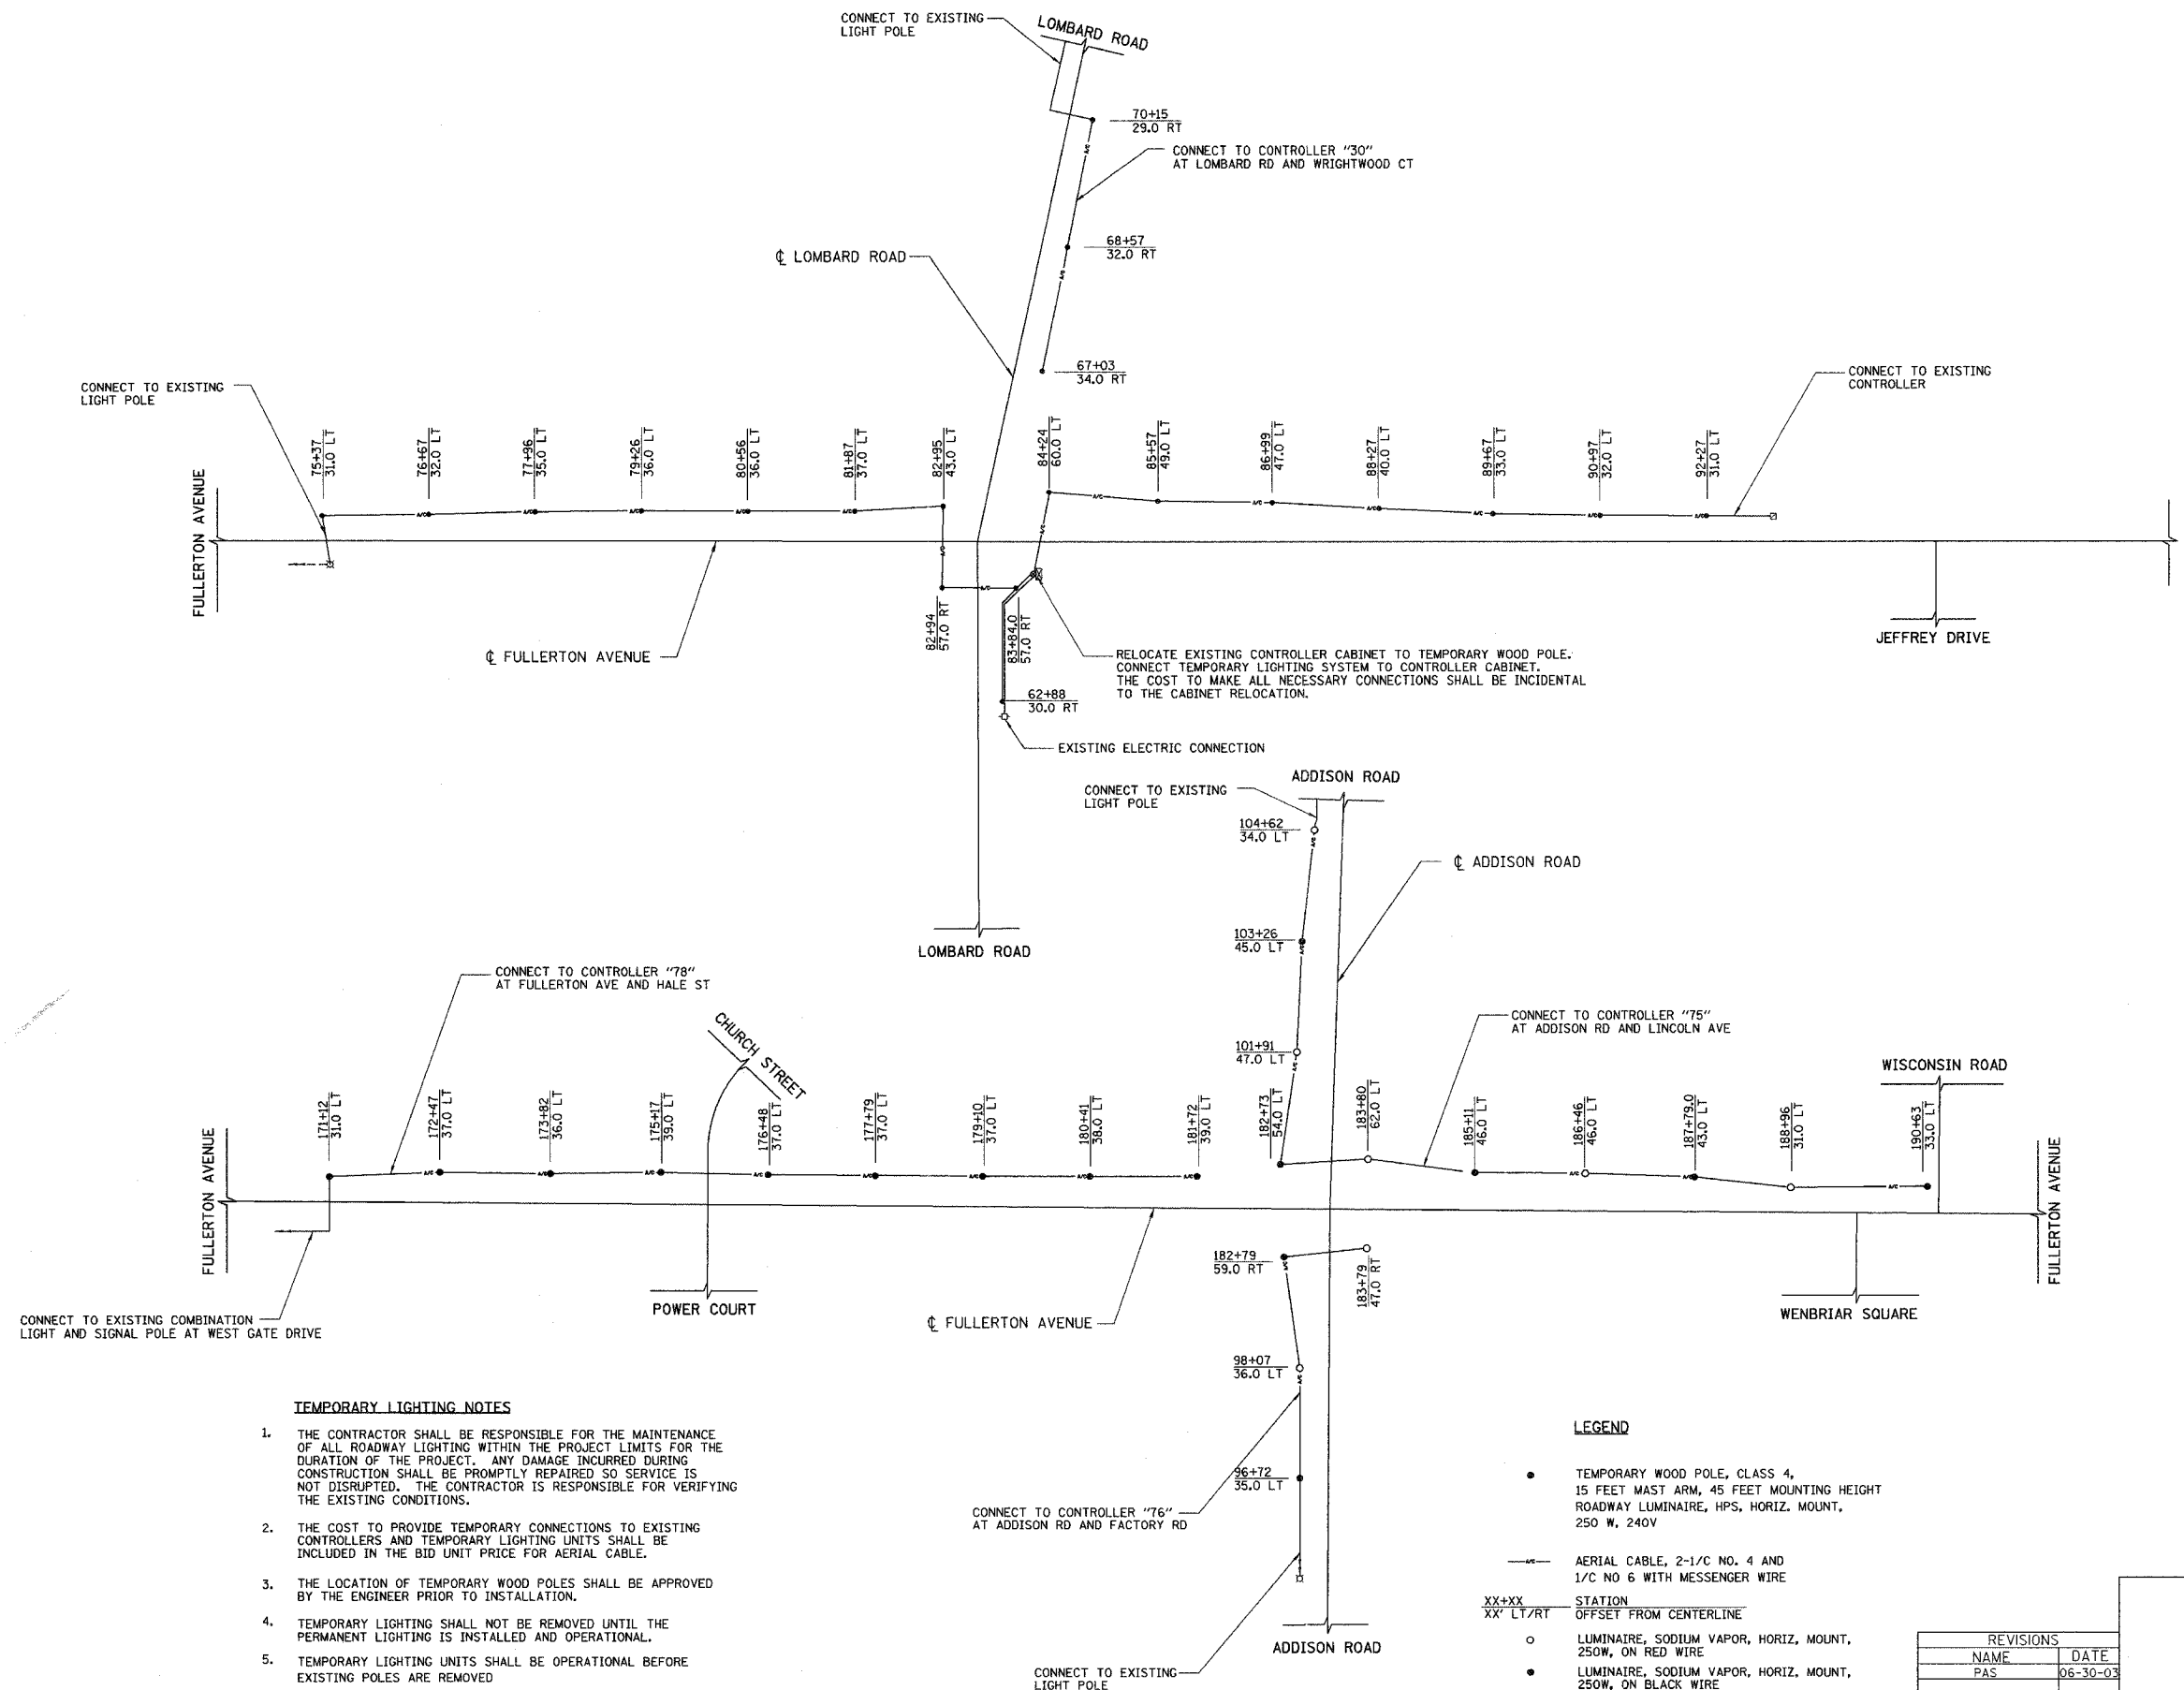 CONNECT TO EXISTING
LIGHT POLE
LOMBARD ROAD
70+15
29.0 RT
CONNECT TO CONTROLLER "30"
AT LOMBARD RD AND WRIGHTWOOD CT
68+57
32.0 RT
℄ LOMBARD ROAD
67+03
34.0 RT
CONNECT TO EXISTING
LIGHT POLE
CONNECT TO EXISTING
CONTROLLER
75+37
31.0 LT
76+67
32.0 LT
77+96
35.0 LT
79+26
36.0 LT
80+56
36.0 LT
81+87
37.0 LT
82+95
43.0 LT
84+24
60.0 LT
85+57
49.0 LT
86+99
47.0 LT
88+27
40.0 LT
89+67
33.0 LT
90+97
32.0 LT
92+27
31.0 LT
FULLERTON AVENUE
82+94
57.0 RT
83+84.0
57.0 RT
℄ FULLERTON AVENUE
JEFFREY DRIVE
RELOCATE EXISTING CONTROLLER CABINET TO TEMPORARY WOOD POLE.
CONNECT TEMPORARY LIGHTING SYSTEM TO CONTROLLER CABINET.
THE COST TO MAKE ALL NECESSARY CONNECTIONS SHALL BE INCIDENTAL
TO THE CABINET RELOCATION.
62+88
30.0 RT
EXISTING ELECTRIC CONNECTION
LOMBARD ROAD
ADDISON ROAD
CONNECT TO EXISTING
LIGHT POLE
104+62
34.0 LT
℄ ADDISON ROAD
103+26
45.0 LT
101+91
47.0 LT
CONNECT TO CONTROLLER "78"
AT FULLERTON AVE AND HALE ST
CHURCH STREET
CONNECT TO CONTROLLER "75"
AT ADDISON RD AND LINCOLN AVE
WISCONSIN ROAD
171+12
31.0 LT
172+47
37.0 LT
173+82
36.0 LT
175+17
39.0 LT
176+48
37.0 LT
177+79
37.0 LT
179+10
37.0 LT
180+41
38.0 LT
181+72
39.0 LT
182+73
54.0 LT
183+80
62.0 LT
185+11
46.0 LT
186+46
46.0 LT
187+79.0
43.0 LT
188+96
31.0 LT
190+63
33.0 LT
FULLERTON AVENUE
FULLERTON AVENUE
182+79
59.0 RT
183+79
47.0 RT
POWER COURT
WENBRIAR SQUARE
CONNECT TO EXISTING COMBINATION
LIGHT AND SIGNAL POLE AT WEST GATE DRIVE
℄ FULLERTON AVENUE
98+07
36.0 LT
96+72
35.0 LT
CONNECT TO CONTROLLER "76"
AT ADDISON RD AND FACTORY RD
ADDISON ROAD
CONNECT TO EXISTING
LIGHT POLE
TEMPORARY LIGHTING NOTES
1. THE CONTRACTOR SHALL BE RESPONSIBLE FOR THE MAINTENANCE
OF ALL ROADWAY LIGHTING WITHIN THE PROJECT LIMITS FOR THE
DURATION OF THE PROJECT. ANY DAMAGE INCURRED DURING
CONSTRUCTION SHALL BE PROMPTLY REPAIRED SO SERVICE IS
NOT DISRUPTED. THE CONTRACTOR IS RESPONSIBLE FOR VERIFYING
THE EXISTING CONDITIONS.
2. THE COST TO PROVIDE TEMPORARY CONNECTIONS TO EXISTING
CONTROLLERS AND TEMPORARY LIGHTING UNITS SHALL BE
INCLUDED IN THE BID UNIT PRICE FOR AERIAL CABLE.
3. THE LOCATION OF TEMPORARY WOOD POLES SHALL BE APPROVED
BY THE ENGINEER PRIOR TO INSTALLATION.
4. TEMPORARY LIGHTING SHALL NOT BE REMOVED UNTIL THE
PERMANENT LIGHTING IS INSTALLED AND OPERATIONAL.
5. TEMPORARY LIGHTING UNITS SHALL BE OPERATIONAL BEFORE
EXISTING POLES ARE REMOVED
LEGEND
TEMPORARY WOOD POLE, CLASS 4,
15 FEET MAST ARM, 45 FEET MOUNTING HEIGHT
ROADWAY LUMINAIRE, HPS, HORIZ. MOUNT,
250 W, 240V
A/C AERIAL CABLE, 2-1/C NO. 4 AND
1/C NO 6 WITH MESSENGER WIRE
XX+XX STATION
XX' LT/RT OFFSET FROM CENTERLINE
LUMINAIRE, SODIUM VAPOR, HORIZ, MOUNT,
250W, ON RED WIRE
LUMINAIRE, SODIUM VAPOR, HORIZ, MOUNT,
250W, ON BLACK WIRE
REVISIONS
NAME DATE
PAS 06-30-03